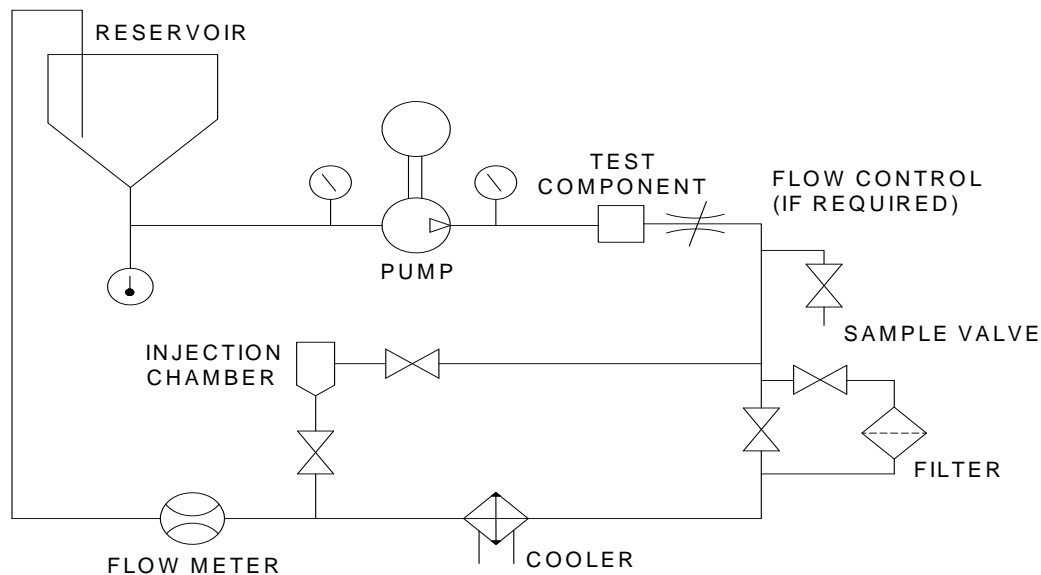 RESERVOIR
TEST
COMPONENT
FLOW CONTROL
(IF REQUIRED)
PUMP
SAMPLE VALVE
INJECTION
CHAMBER
FILTER
FLOW METER
COOLER